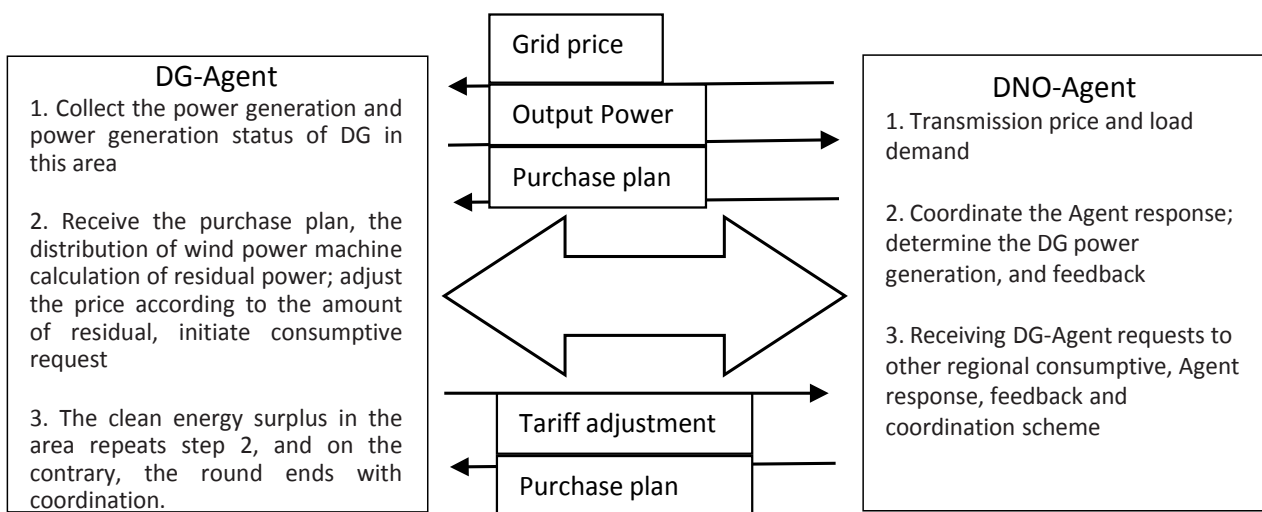 DG-Agent
1. Collect the power generation and
power generation status of DG in
this area
2. Receive the purchase plan, the
distribution of wind power machine
calculation of residual power; adjust
the price according to the amount
of residual, initiate consumptive
request
3. The clean energy surplus in the
area repeats step 2, and on the
contrary, the round ends with
coordination.
Grid price
Output Power
Purchase plan
Tariff adjustment
Purchase plan
DNO-Agent
1. Transmission price and load
demand
2. Coordinate the Agent response;
determine the DG power
generation, and feedback
3. Receiving DG-Agent requests to
other regional consumptive, Agent
response, feedback and
coordination scheme